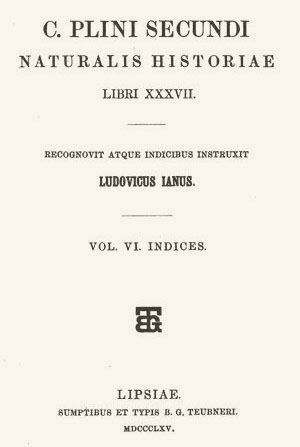 C. PLINI SECUNDI
NATURALIS HISTORIAE
LIBRI XXXVII.
RECOGNOVIT ATQUE INDICIBUS INSTRUXIT
LUDOVICUS IANUS.
VOL. VI. INDICES.
BTG
LIPSIAE.
SUMPTIBUS ET TYPIS B. G. TEUBNERI.
MDCCCLXV.